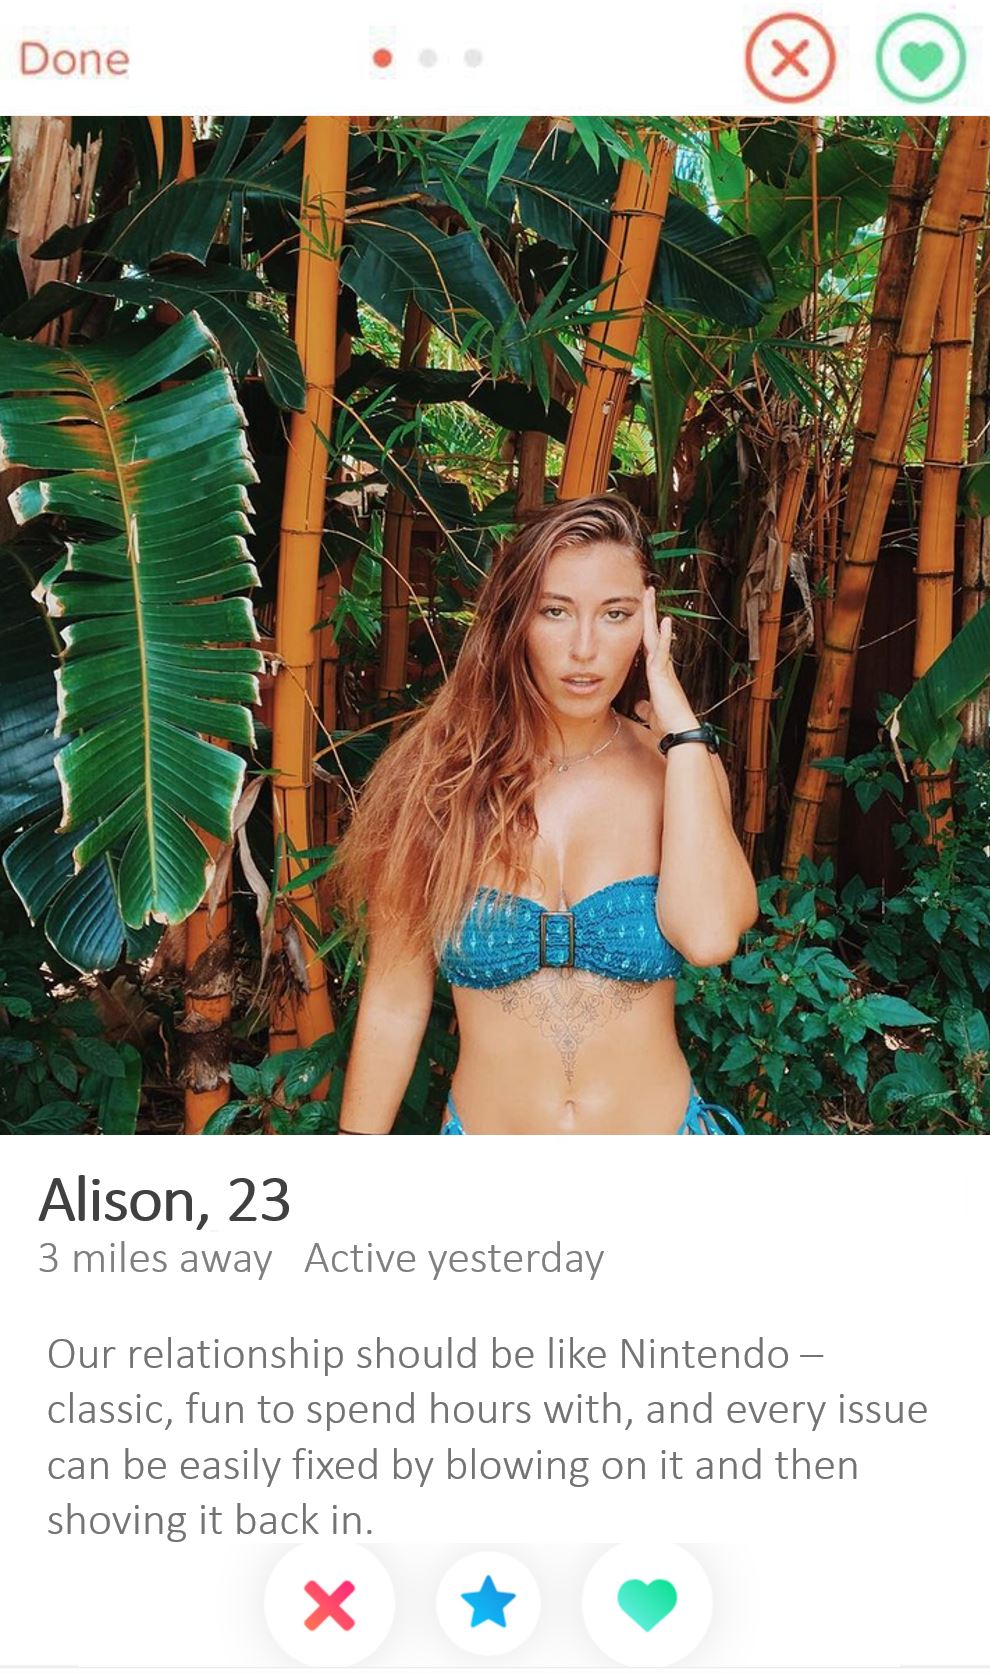 Done
Alison, 23
3 miles away Active yesterday
Our relationship should be like Nintendo –
classic, fun to spend hours with, and every issue
can be easily fixed by blowing on it and then
shoving it back in.